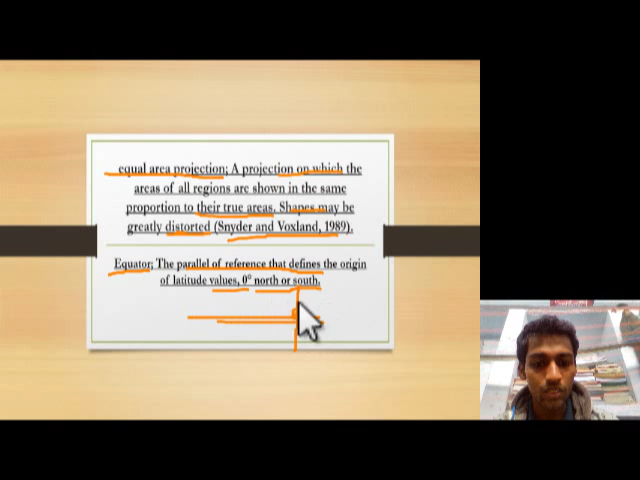 equal area projection; A projection on which the
areas of all regions are shown in the same
proportion to their true areas. Shapes may be
greatly distorted (Snyder and Voxland, 1989).
Equator; The parallel of reference that defines the origin
of latitude values, 0° north or south.